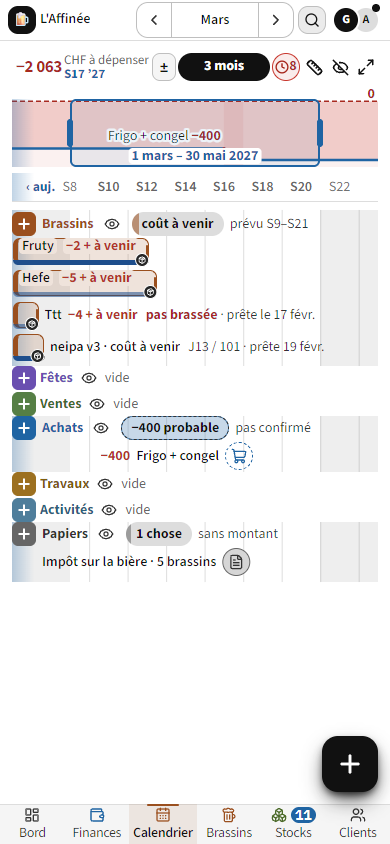 L'Affinée
Mars
G
A
−2 063 CHF à dépenser
S17 ’27
±
3 mois
8
0
Frigo + congel −400
1 mars – 30 mai 2027
‹ auj. S8 S10 S12 S14 S16 S18 S20 S22
Brassins coût à venir prévu S9–S21
Fruty −2 + à venir
Hefe −5 + à venir
Ttt −4 + à venir pas brassée · prête le 17 févr.
neipa v3 · coût à venir J13 / 101 · prête 19 févr.
Fêtes vide
Ventes vide
Achats −400 probable pas confirmé
−400 Frigo + congel
Travaux vide
Activités vide
Papiers 1 chose sans montant
Impôt sur la bière · 5 brassins
Bord
Finances
Calendrier
Brassins
Stocks 11
Clients